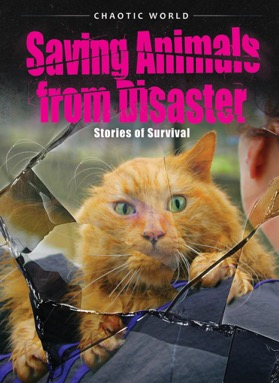 CHAOTIC WORLD
Saving Animals
from Disaster
Stories of Survival